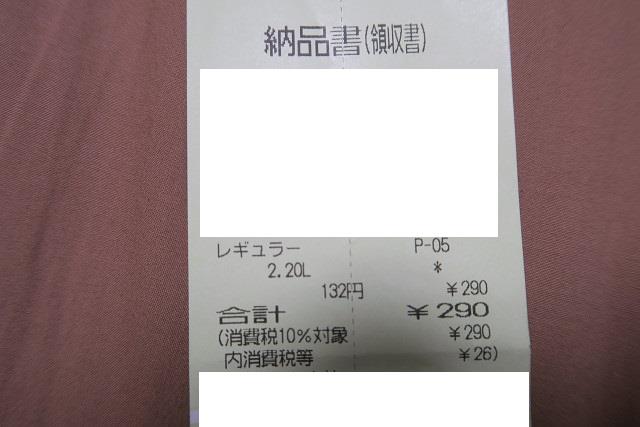 納品書(領収書)
レギュラー P-05
2.20L *
132円 ¥290
合計 ¥290
(消費税10%対象 ¥290
内消費税等 ¥26)